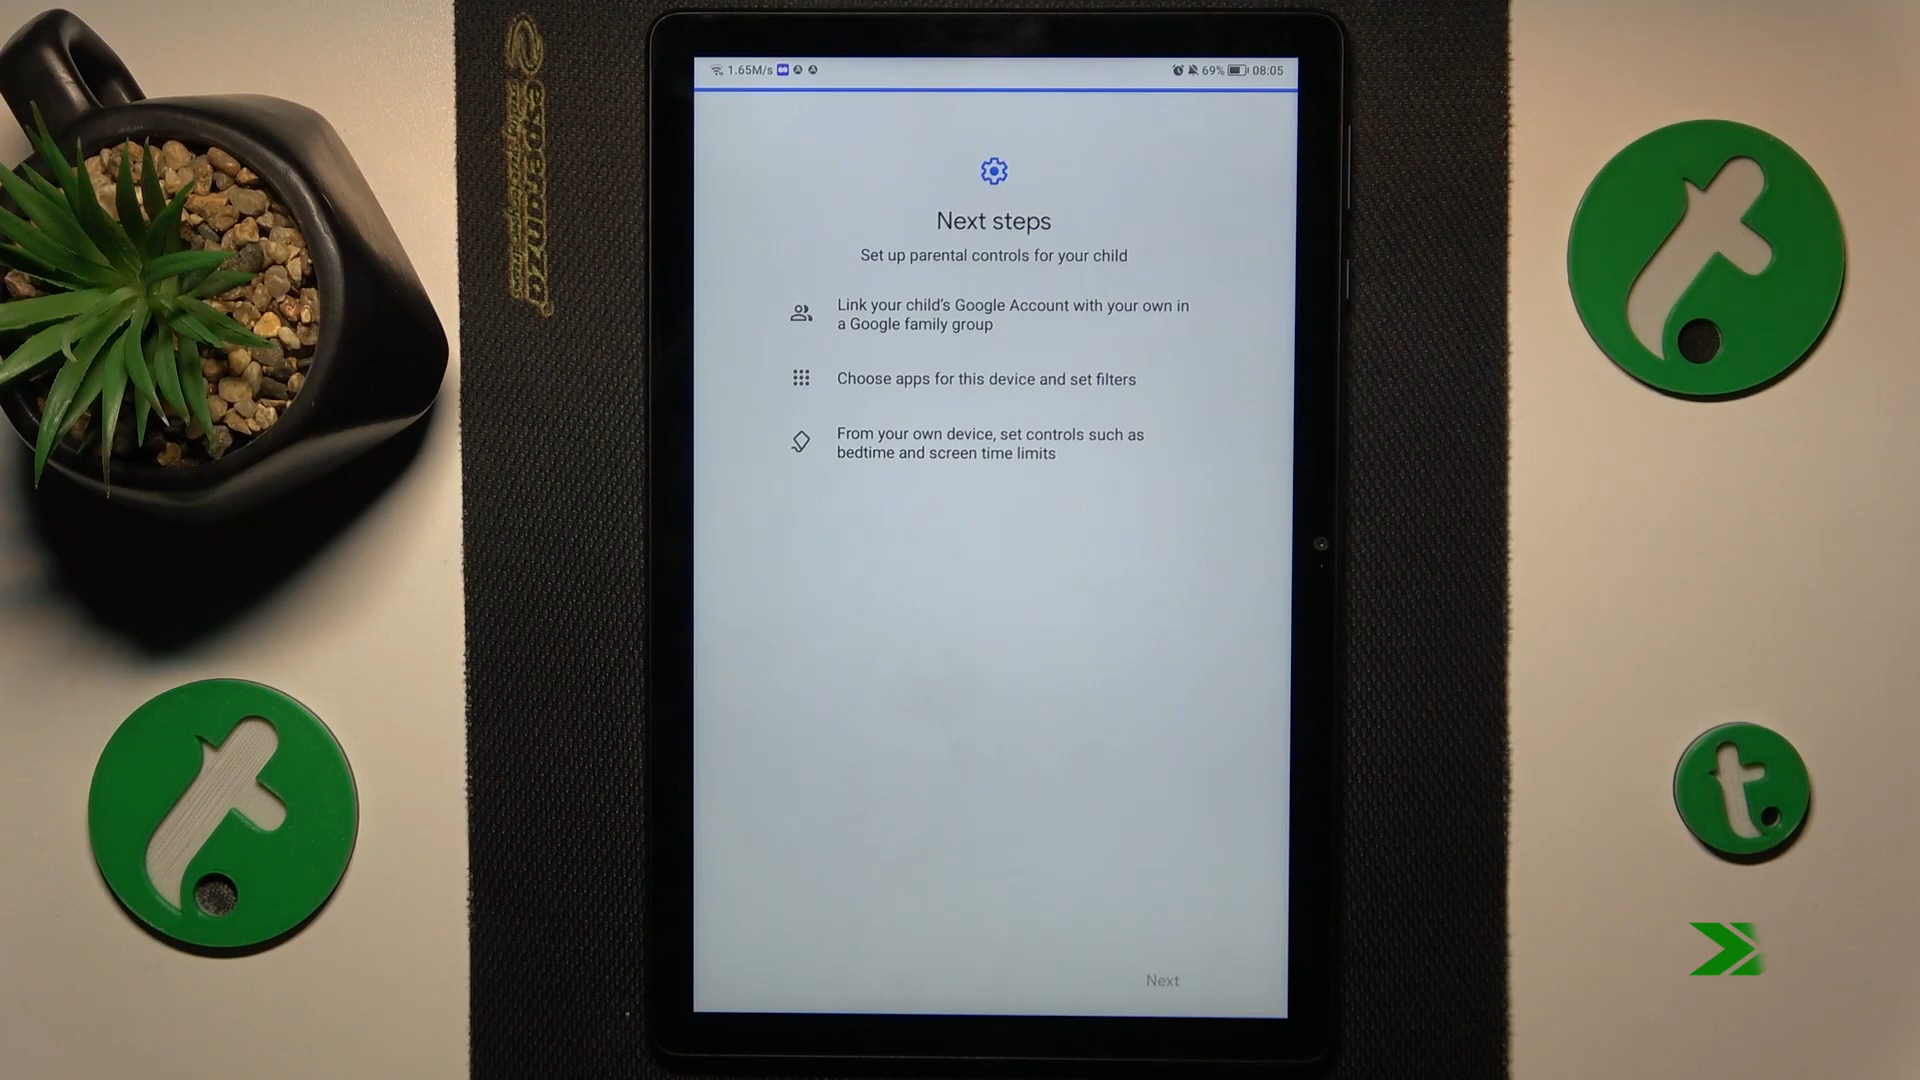 1.65M/s
69%
08:05
Next steps
Set up parental controls for your child
Link your child's Google Account with your own in
a Google family group
Choose apps for this device and set filters
From your own device, set controls such as
bedtime and screen time limits
Next
esperanza
t
t
t